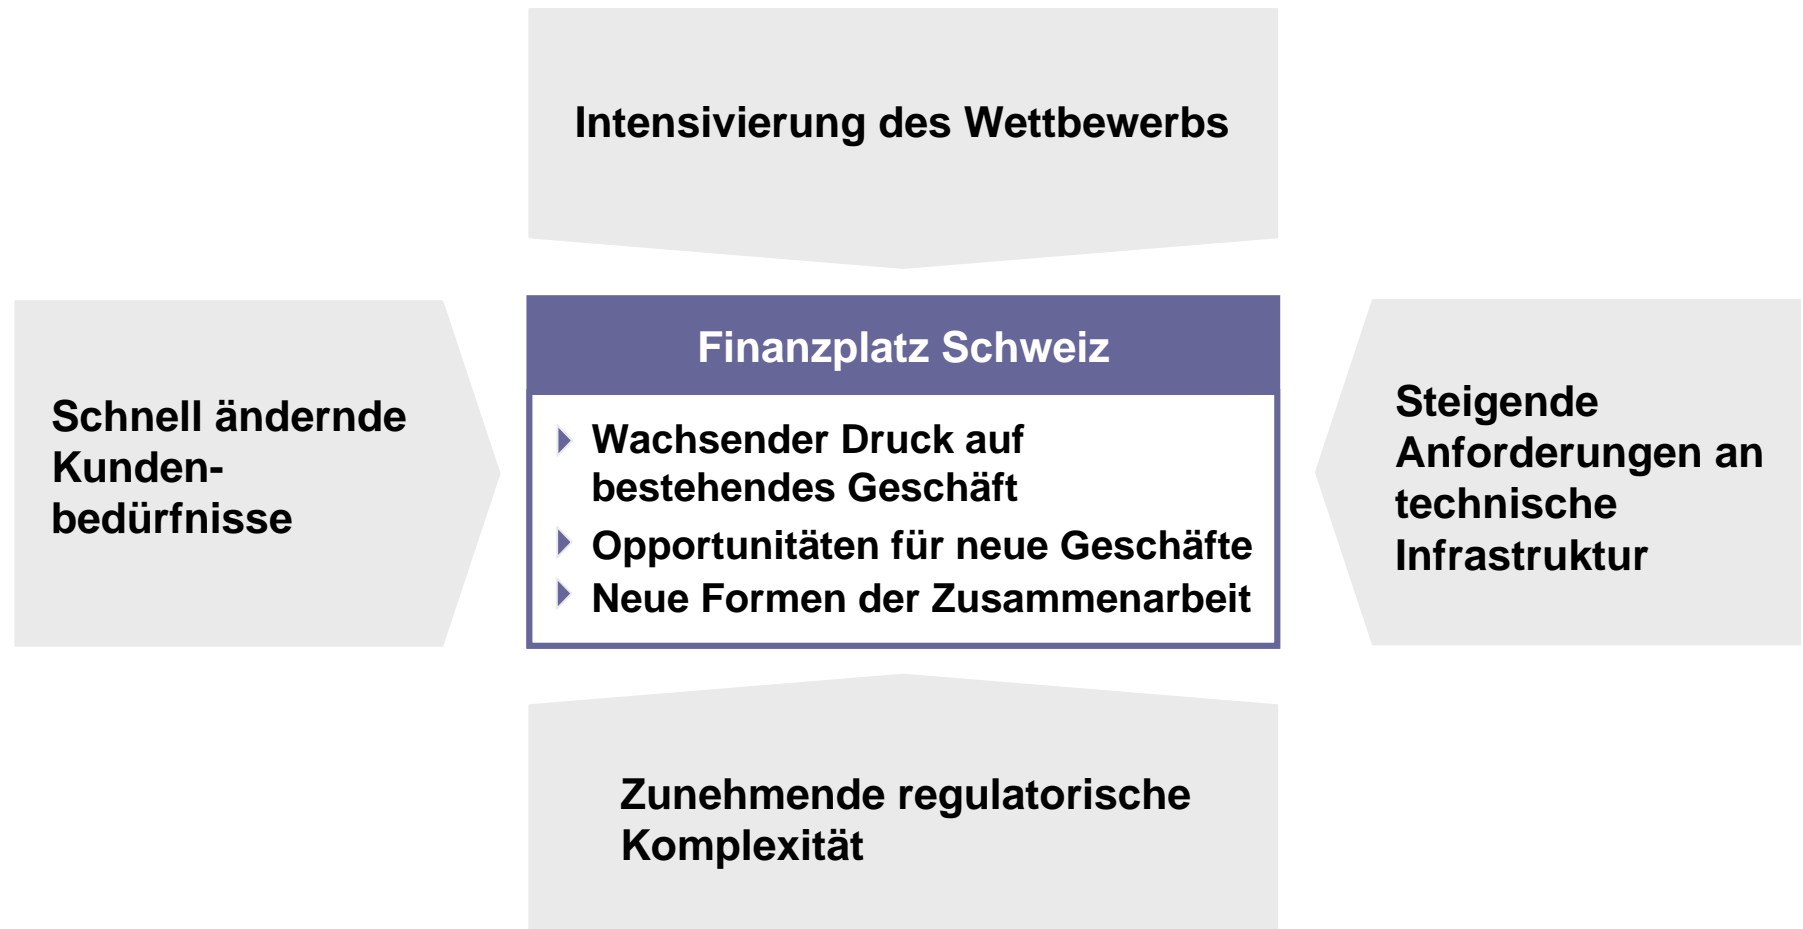 Intensivierung des Wettbewerbs
Schnell ändernde
Kunden-
bedürfnisse
Finanzplatz Schweiz
Wachsender Druck auf
bestehendes Geschäft
Opportunitäten für neue Geschäfte
Neue Formen der Zusammenarbeit
Steigende
Anforderungen an
technische
Infrastruktur
Zunehmende regulatorische
Komplexität